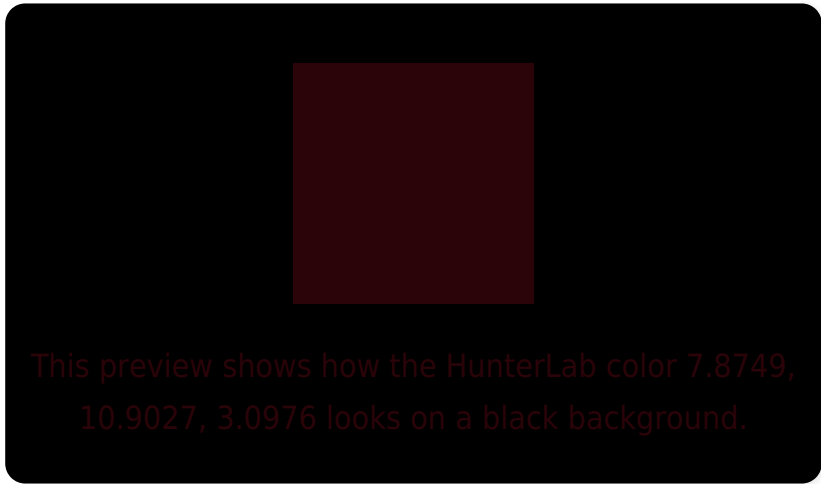 This preview shows how the HunterLab color 7.8749,
10.9027, 3.0976 looks on a black background.